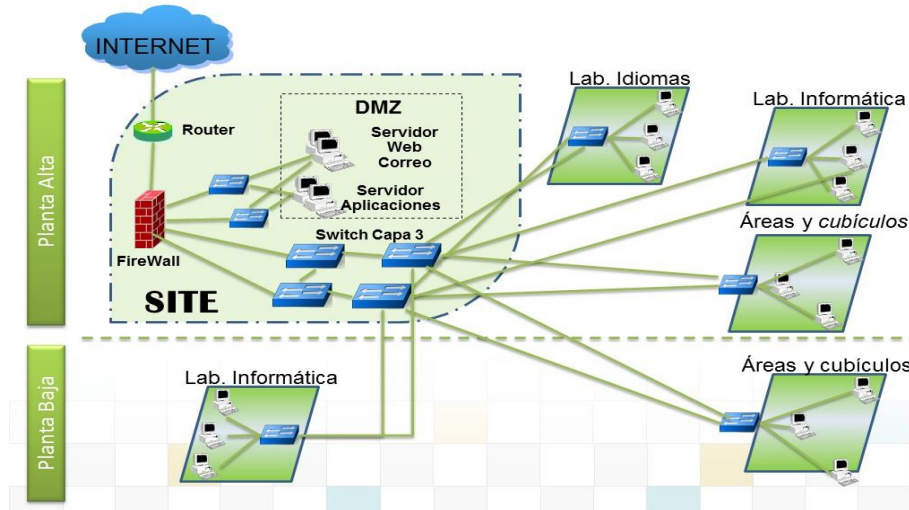 INTERNET
Planta Alta
Router
FireWall
SITE
DMZ
Servidor
Web
Correo
Servidor
Aplicaciones
Switch Capa 3
Lab. Idiomas
Lab. Informática
Áreas y cubículos
Planta Baja
Lab. Informática
Áreas y cubículos